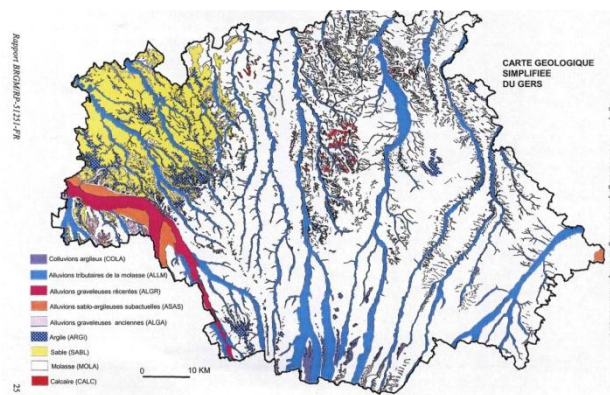 Rapport BRGM/RP-51251-FR
CARTE GEOLOGIQUE
SIMPLIFIEE
DU GERS
Colluvions argileux (COLA)
Alluvions tributaires de la molasse (ALLM)
Alluvions graveleuses récentes (ALGR)
Alluvions sablo-argileuses subactuelles (ASAS)
Alluvions graveleuses anciennes (ALGA)
Argile (ARGI)
Sable (SABL)
Molasse (MOLA)
Calcaire (CALC)
0 10 KM
25